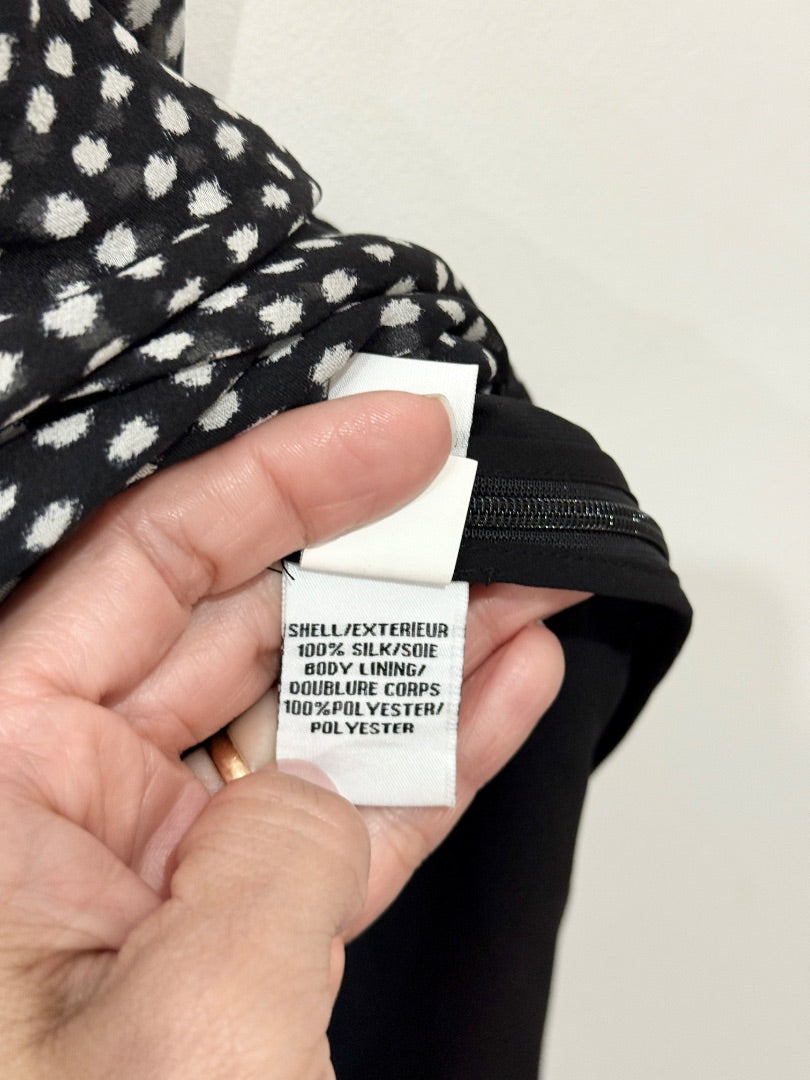 SHELL/EXTERIEUR
100% SILK/SOIE
BODY LINING/
DOUBLURE CORPS
100%POLYESTER/
POLYESTER